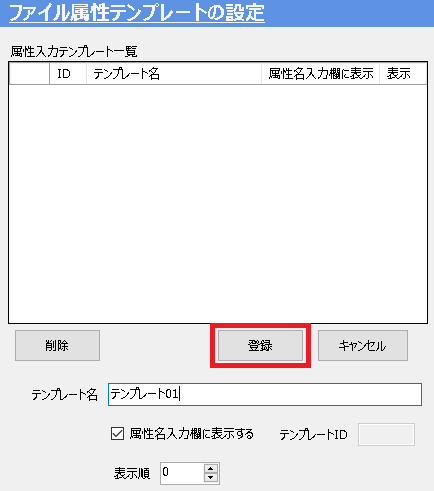 ファイル属性テンプレートの設定
属性入力テンプレート一覧
ID テンプレート名 属性名入力欄に表示 表示
削除 登録 キャンセル
テンプレート名 テンプレート01
属性名入力欄に表示する テンプレートID
表示順 0